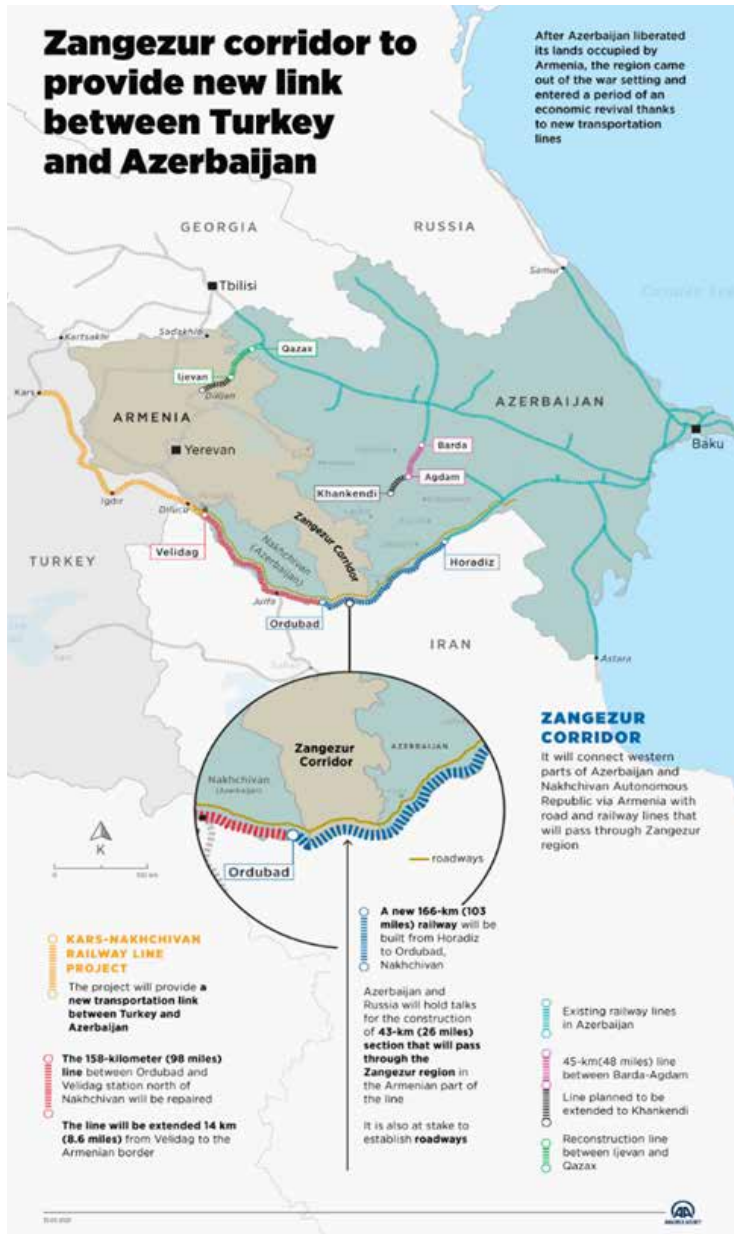 Zangezur corridor to
provide new link
between Turkey
and Azerbaijan
After Azerbaijan liberated
its lands occupied by
Armenia, the region came
out of the war setting and
entered a period of an
economic revival thanks
to new transportation
lines
GEORGIA
RUSSIA
Samur
Tbilisi
Kartsakhi
Sadakhlo
Qazax
Ijevan
Dilijan
Kars
ARMENIA
AZERBAIJAN
Baku
Yerevan
Barda
Agdam
Khankendi
Igdir
Dilucu
Zangezur Corridor
Velidag
Nakhchivan
(Azerbaijan)
Horadiz
TURKEY
Julfa
Ordubad
IRAN
Astara
Zangezur
Corridor
AZERBAIJAN
Nakhchivan
(Azerbaijan)
Ordubad
roadways
ZANGEZUR
CORRIDOR
It will connect western
parts of Azerbaijan and
Nakhchivan Autonomous
Republic via Armenia with
road and railway lines that
will pass through Zangezur
region
K
0 100 km
KARS-NAKHCHIVAN
RAILWAY LINE
PROJECT
The project will provide a
new transportation link
between Turkey and
Azerbaijan
The 158-kilometer (98 miles)
line between Ordubad and
Velidag station north of
Nakhchivan will be repaired
The line will be extended 14 km
(8.6 miles) from Velidag to the
Armenian border
A new 166-km (103
miles) railway will be
built from Horadiz
to Ordubad,
Nakhchivan
Azerbaijan and
Russia will hold talks
for the construction
of 43-km (26 miles)
section that will pass
through the
Zangezur region in
the Armenian part of
the line
It is also at stake to
establish roadways
Existing railway lines
in Azerbaijan
45-km(48 miles) line
between Barda-Agdam
Line planned to be
extended to Khankendi
Reconstruction line
between Ijevan and
Qazax
AA
ANADOLU AGENCY